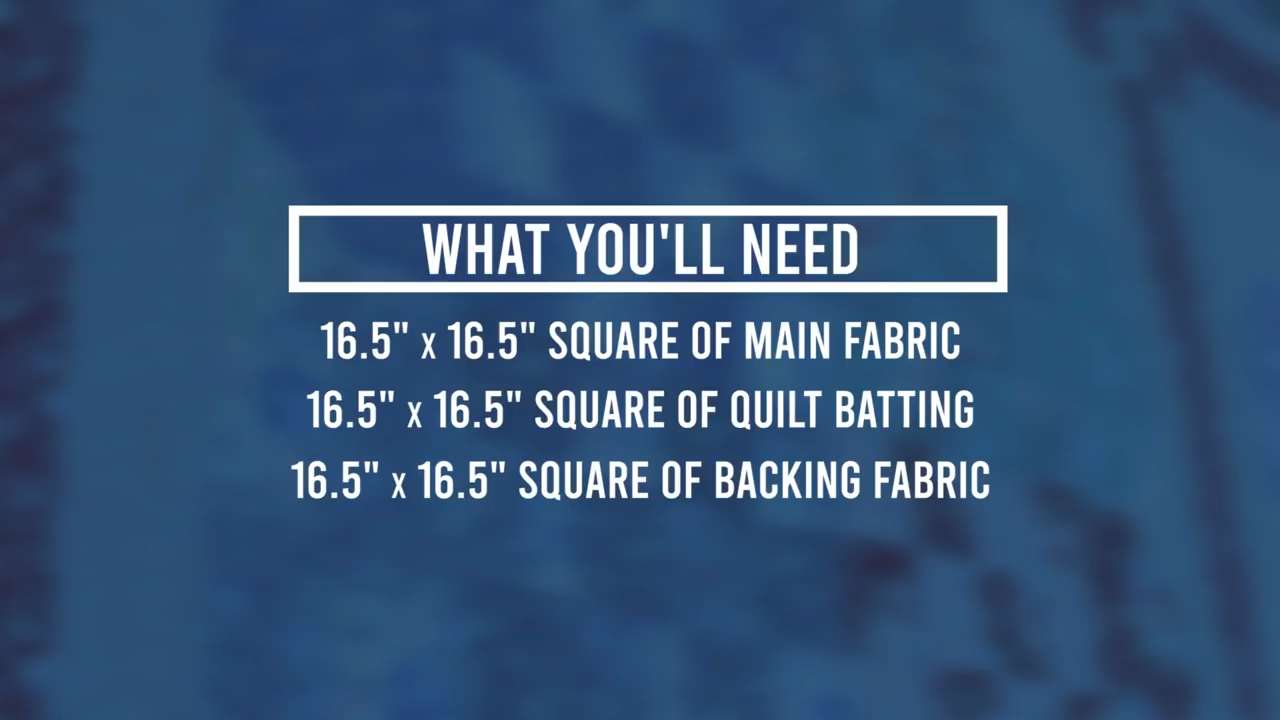 WHAT YOU'LL NEED
16.5" x 16.5" SQUARE OF MAIN FABRIC
16.5" x 16.5" SQUARE OF QUILT BATTING
16.5" x 16.5" SQUARE OF BACKING FABRIC